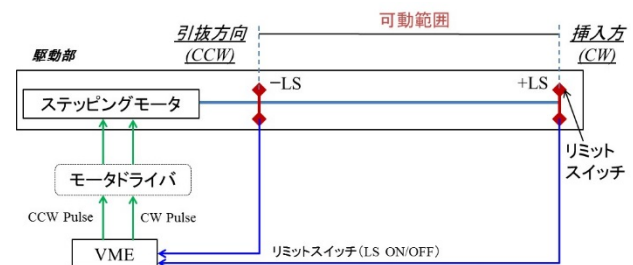 可動範囲
引抜方向
(CCW)
挿入方
(CW)
駆動部
−LS
+LS
ステッピングモータ
リミット
スイッチ
モータドライバ
CCW Pulse
CW Pulse
VME
リミットスイッチ(LS ON/OFF)